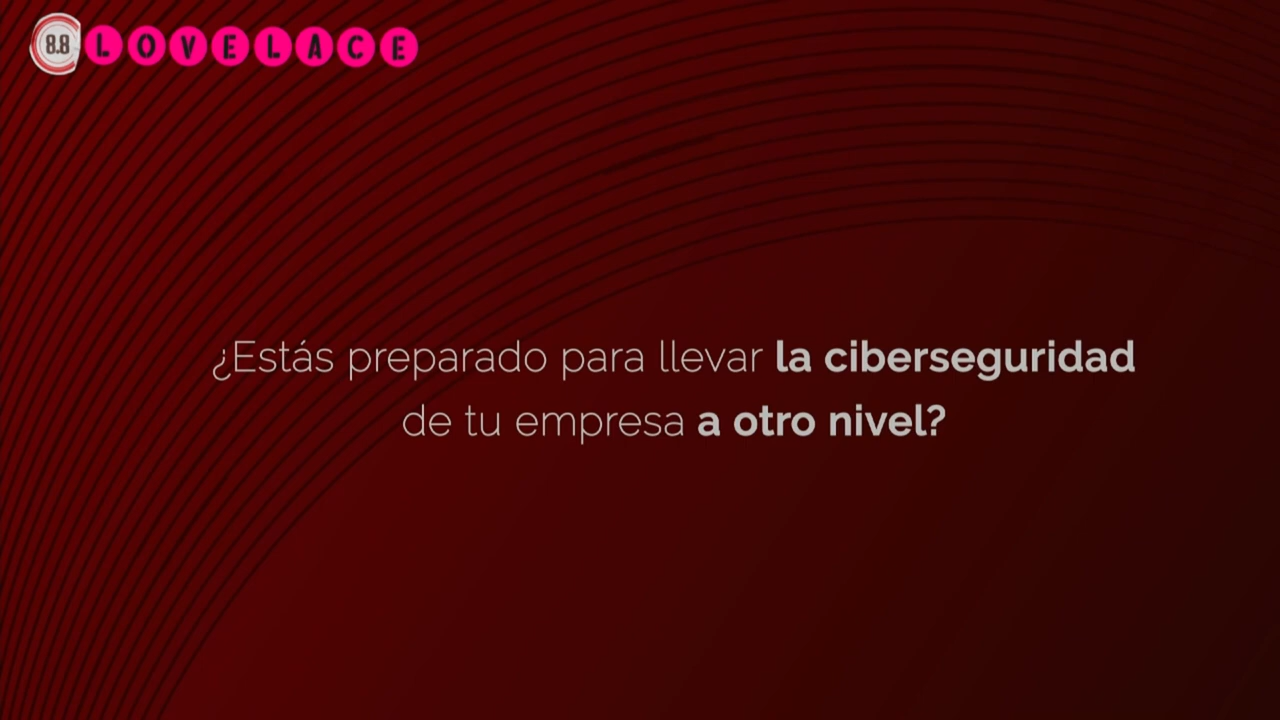 8.8 LOVELACE
¿Estás preparado para llevar la ciberseguridad
de tu empresa a otro nivel?